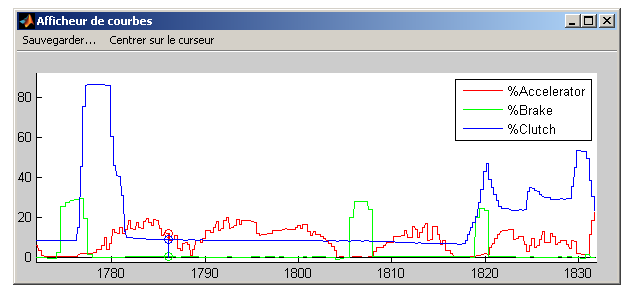 Afficheur de courbes
Sauvegarder... Centrer sur le curseur
%Accelerator
%Brake
%Clutch
80
60
40
20
0
1780 1790 1800 1810 1820 1830